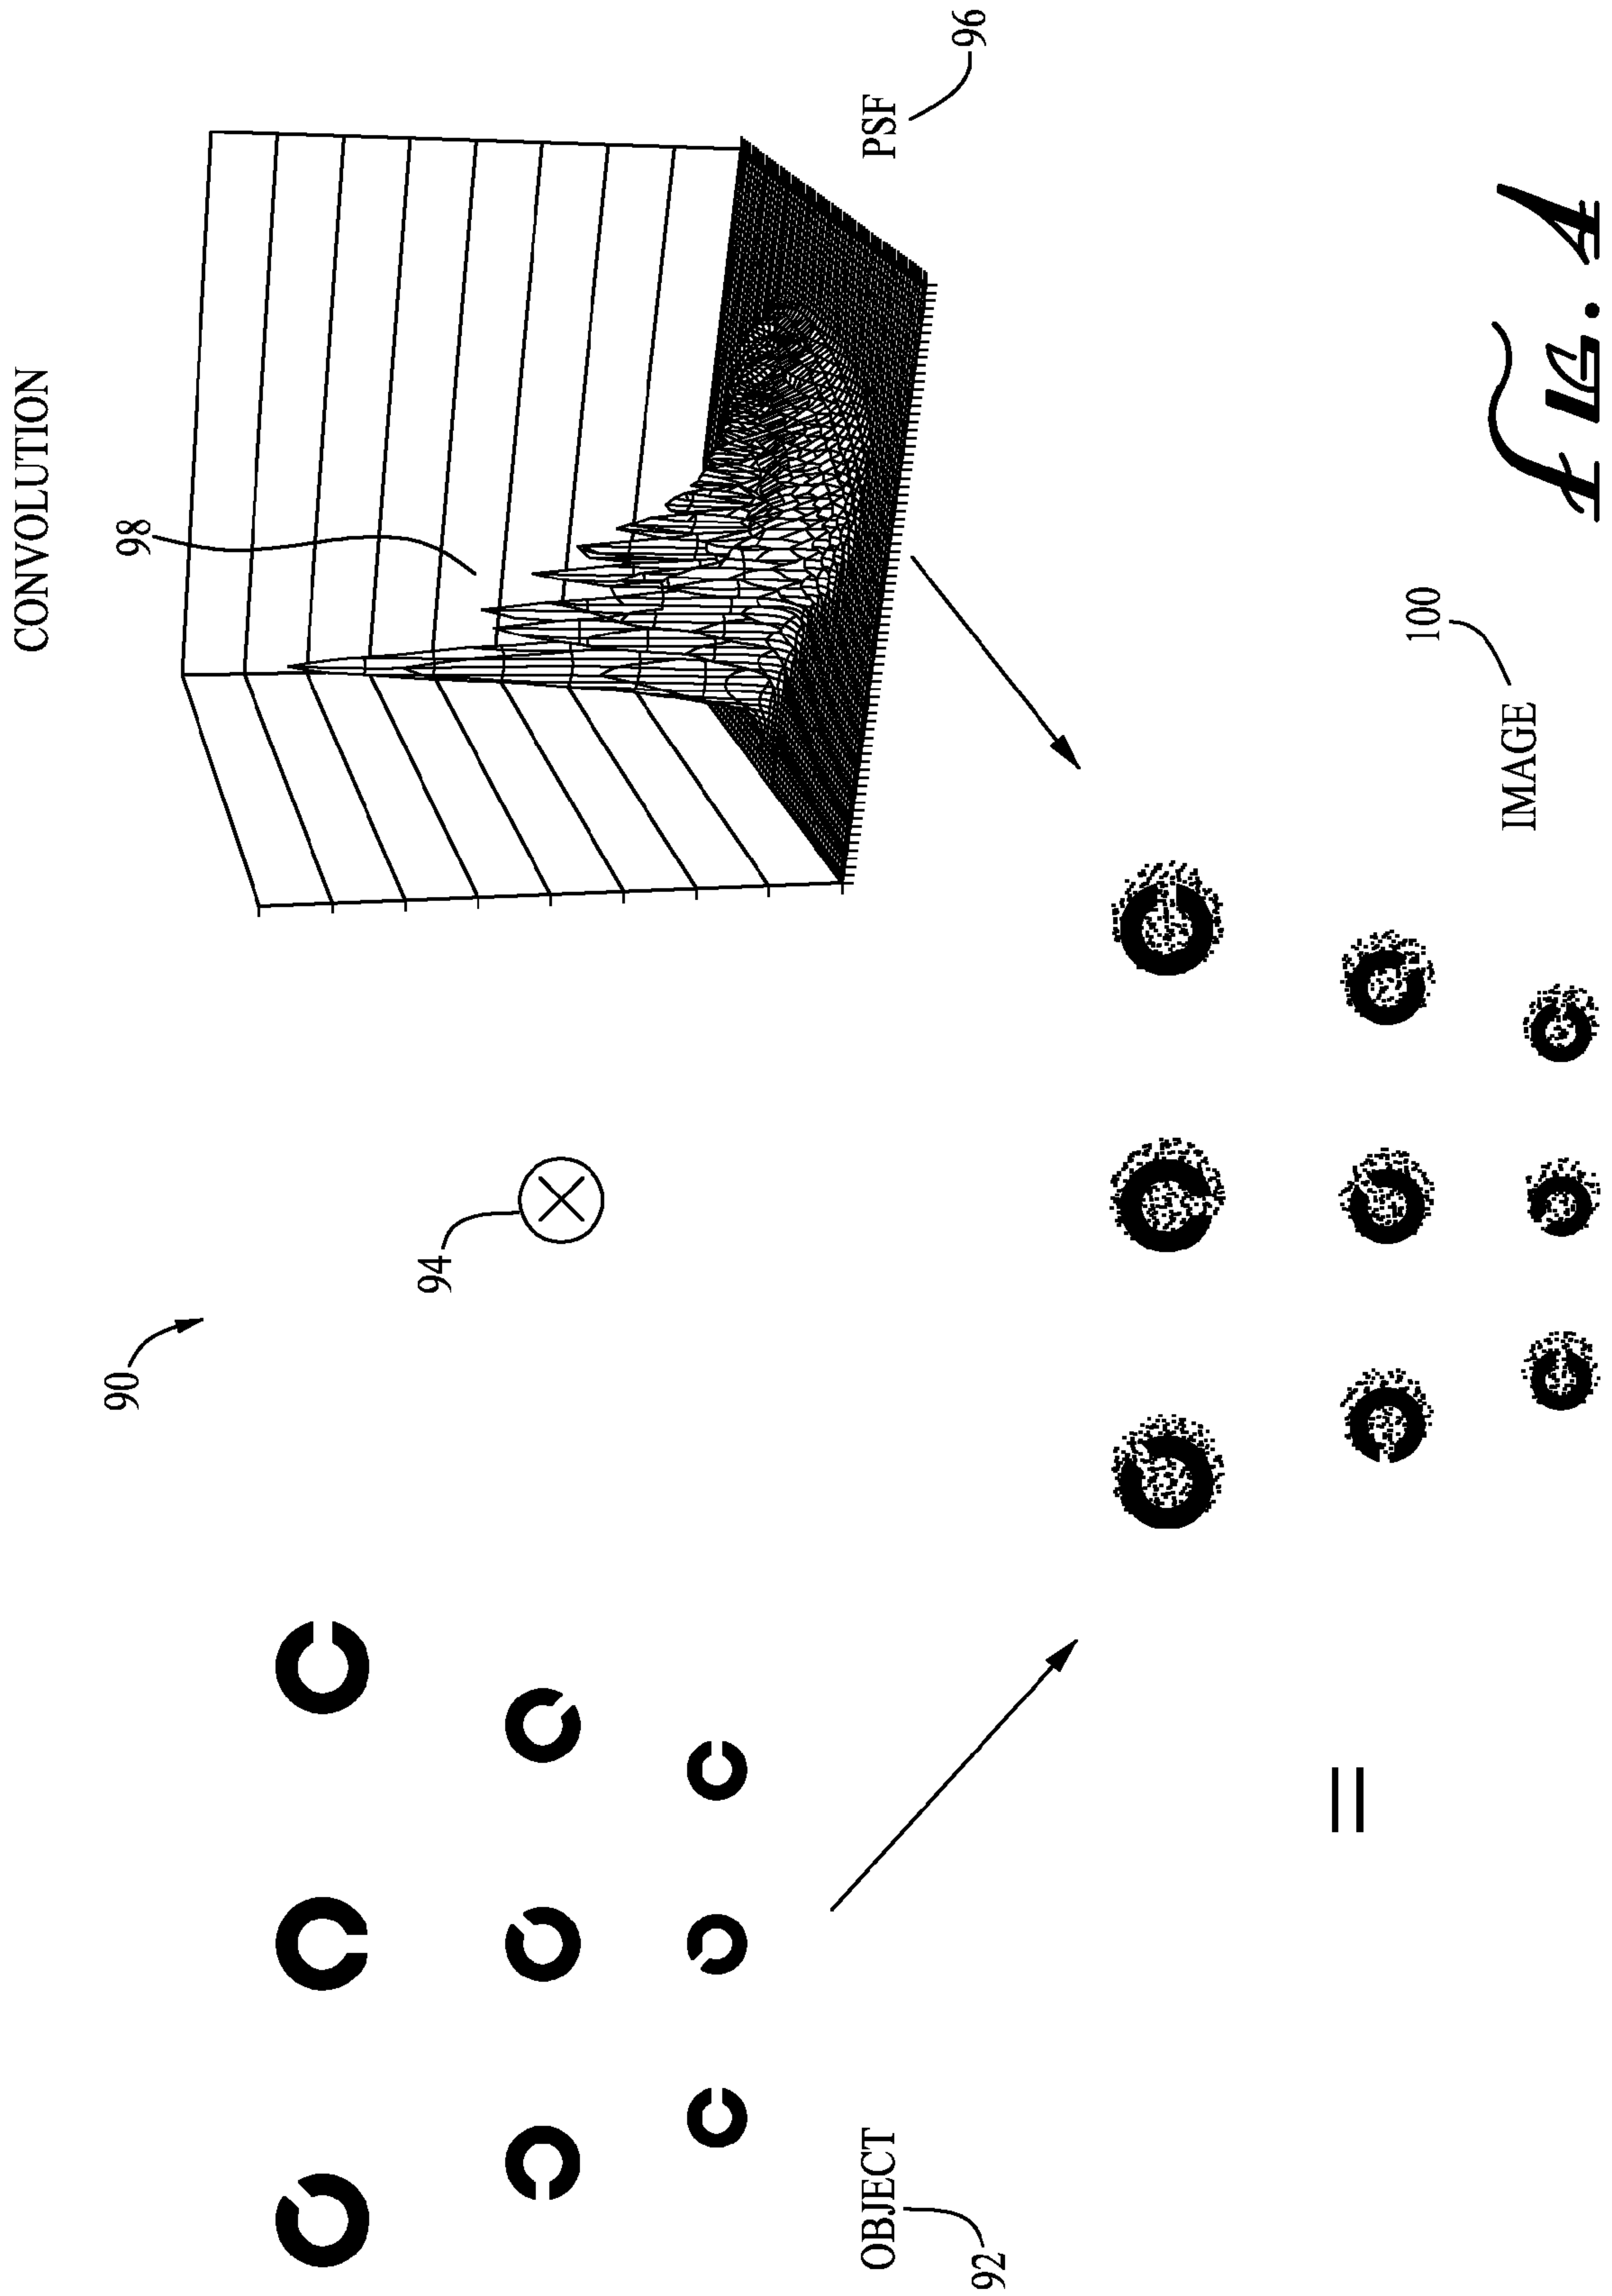 CONVOLUTION
90
98
94
OBJECT
92
PSF
96
IMAGE
100
FIG. 4